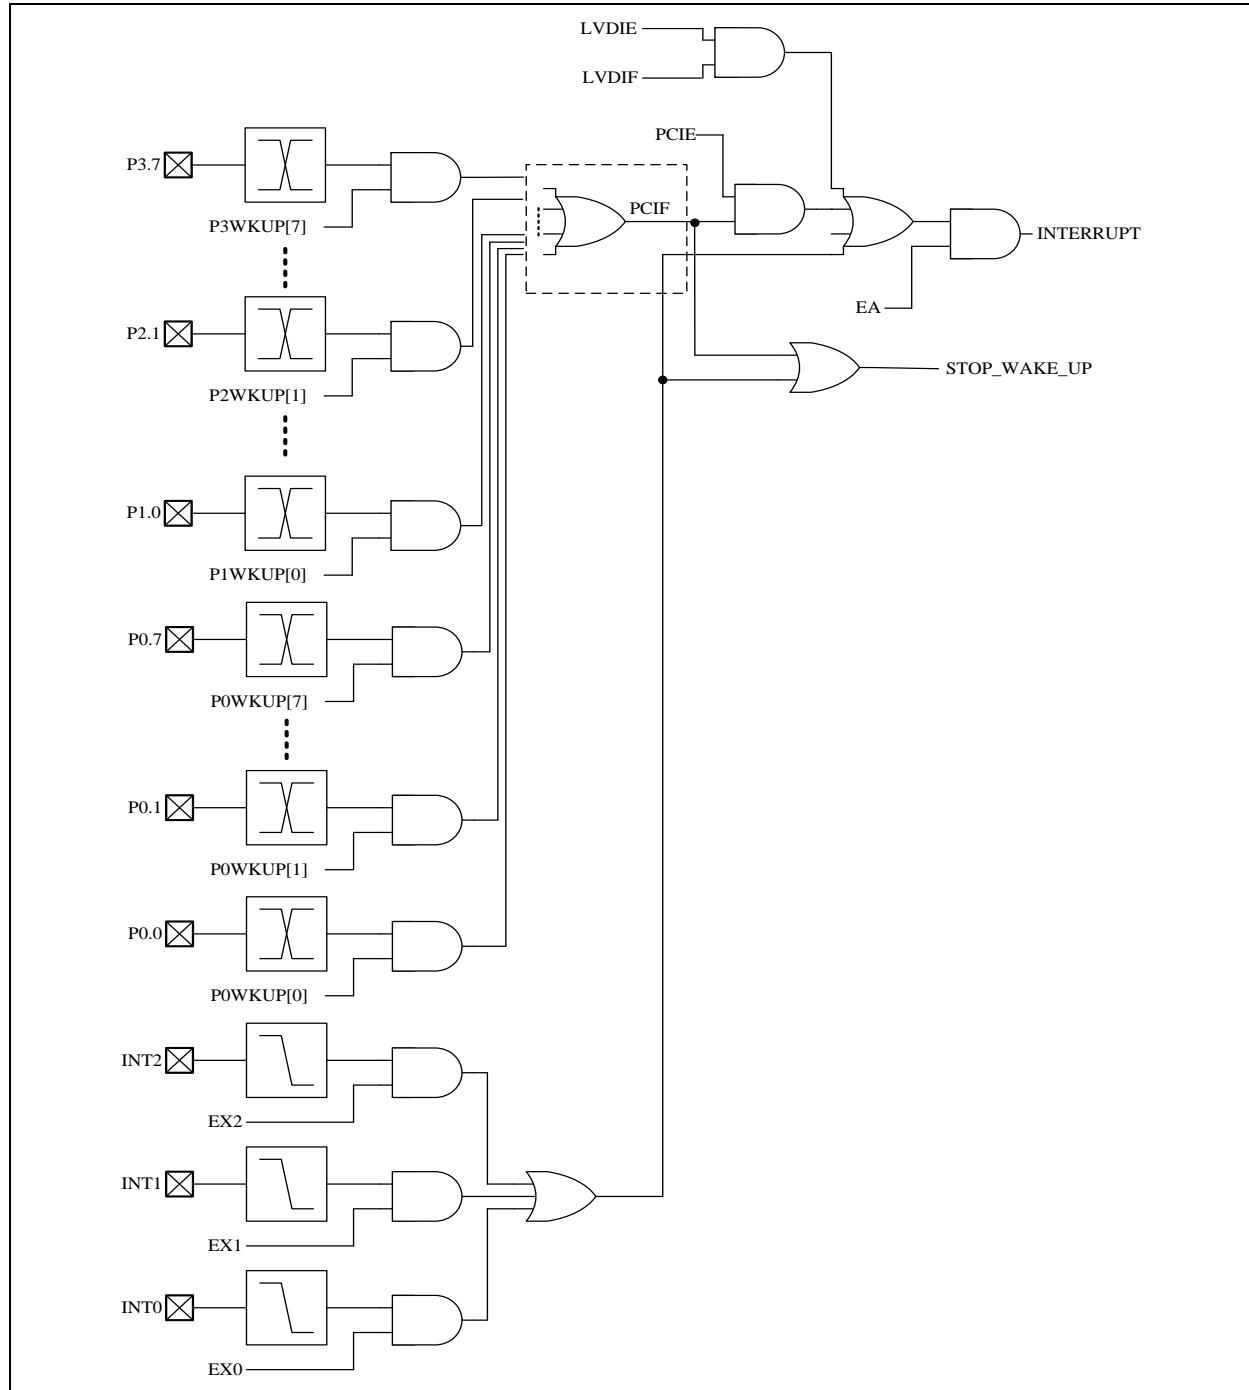 LVDIE
LVDIF
PCIE
P3.7
P3WKUP[7]
PCIF
INTERRUPT
EA
P2.1
P2WKUP[1]
STOP_WAKE_UP
P1.0
P1WKUP[0]
P0.7
P0WKUP[7]
P0.1
P0WKUP[1]
P0.0
P0WKUP[0]
INT2
EX2
INT1
EX1
INT0
EX0